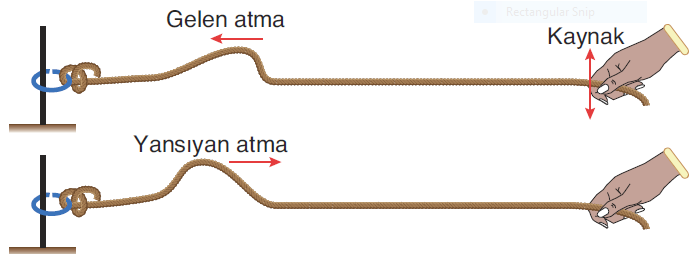 Rectangular Snip
Gelen atma
Kaynak
Yansıyan atma